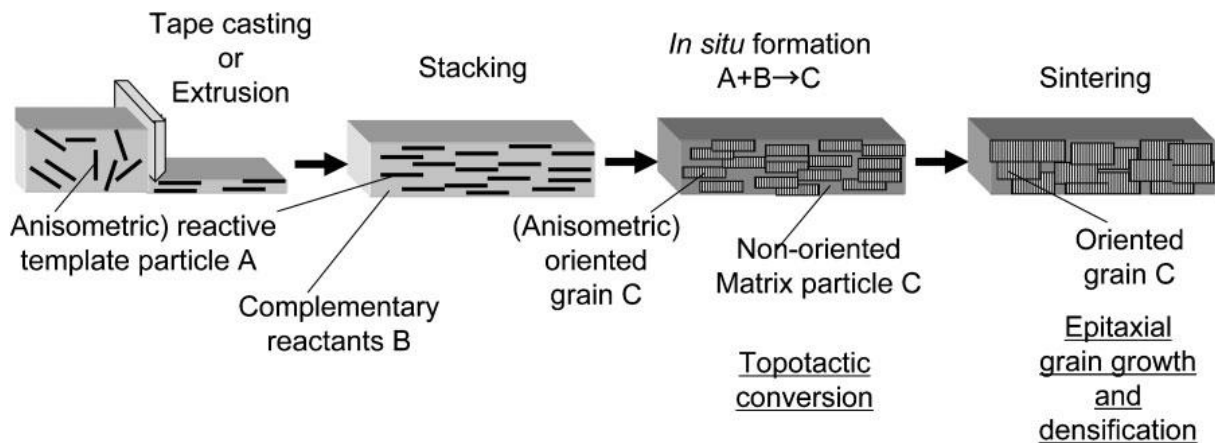 Tape casting
or
Extrusion
Stacking
In situ formation
A+B→C
Sintering
Anisometric) reactive
template particle A
Complementary
reactants B
(Anisometric)
oriented
grain C
Non-oriented
Matrix particle C
Oriented
grain C
Topotactic
conversion
Epitaxial
grain growth
and
densification